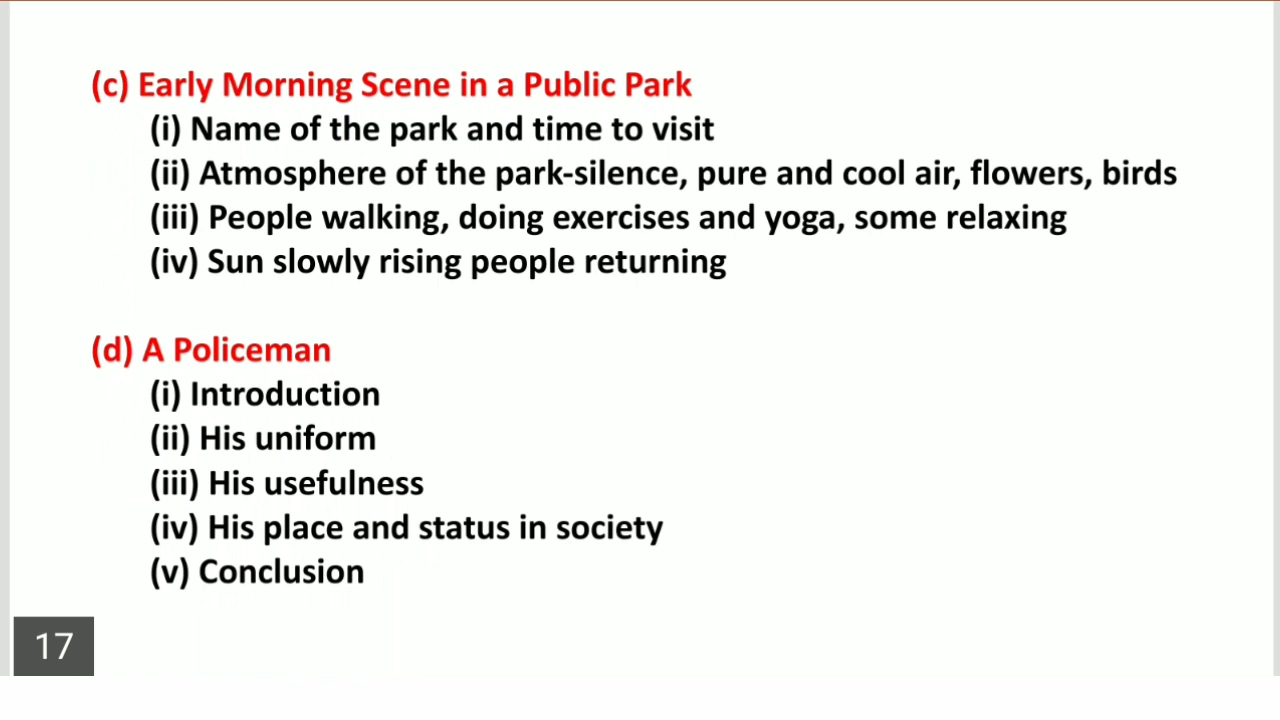 (c) Early Morning Scene in a Public Park
(i) Name of the park and time to visit
(ii) Atmosphere of the park-silence, pure and cool air, flowers, birds
(iii) People walking, doing exercises and yoga, some relaxing
(iv) Sun slowly rising people returning
(d) A Policeman
(i) Introduction
(ii) His uniform
(iii) His usefulness
(iv) His place and status in society
(v) Conclusion
17